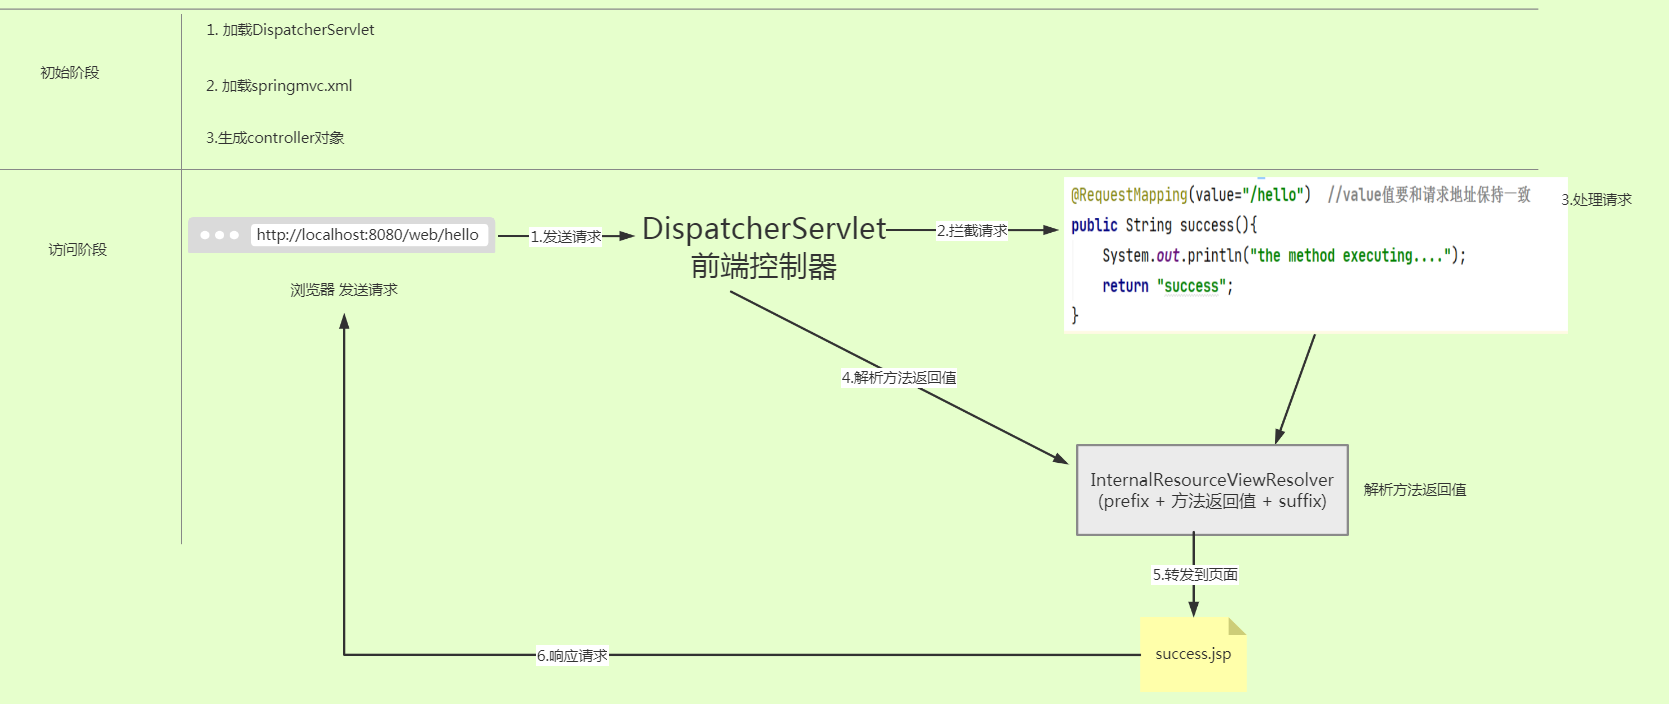 初始阶段
1. 加载DispatcherServlet
2. 加载springmvc.xml
3.生成controller对象
访问阶段
http://localhost:8080/web/hello
浏览器 发送请求
1.发送请求
DispatcherServlet
前端控制器
2.拦截请求
@RequestMapping(value="/hello") //value值要和请求地址保持一致
public String success(){
System.out.println("the method executing....");
return "success";
}
3.处理请求
4.解析方法返回值
InternalResourceViewResolver
(prefix + 方法返回值 + suffix)
解析方法返回值
5.转发到页面
success.jsp
6.响应请求